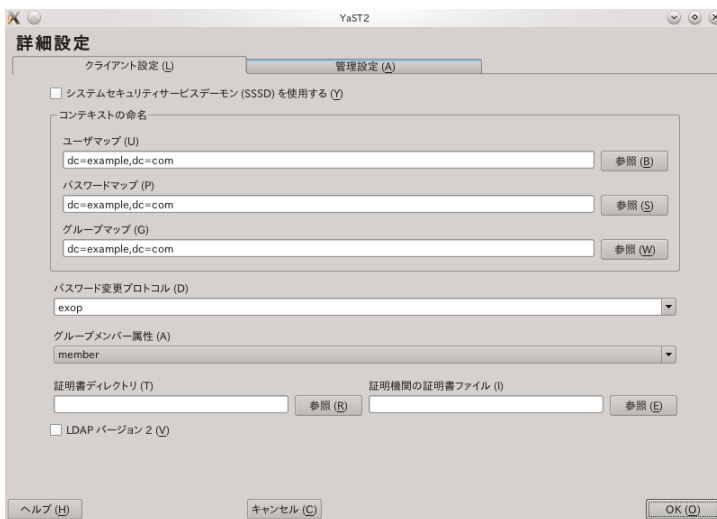 YaST2
詳細設定
クライアント設定 (L)
管理設定 (A)
システムセキュリティサービスデーモン (SSSD) を使用する (Y)
コンテキストの命名
ユーザマップ (U)
dc=example,dc=com
参照 (B)
パスワードマップ (P)
dc=example,dc=com
参照 (S)
グループマップ (G)
dc=example,dc=com
参照 (W)
パスワード変更プロトコル (D)
exop
グループメンバー属性 (A)
member
証明書ディレクトリ (T)
証明機関の証明書ファイル (I)
参照 (R)
参照 (E)
LDAP バージョン 2 (V)
ヘルプ (H)
キャンセル (C)
OK (O)